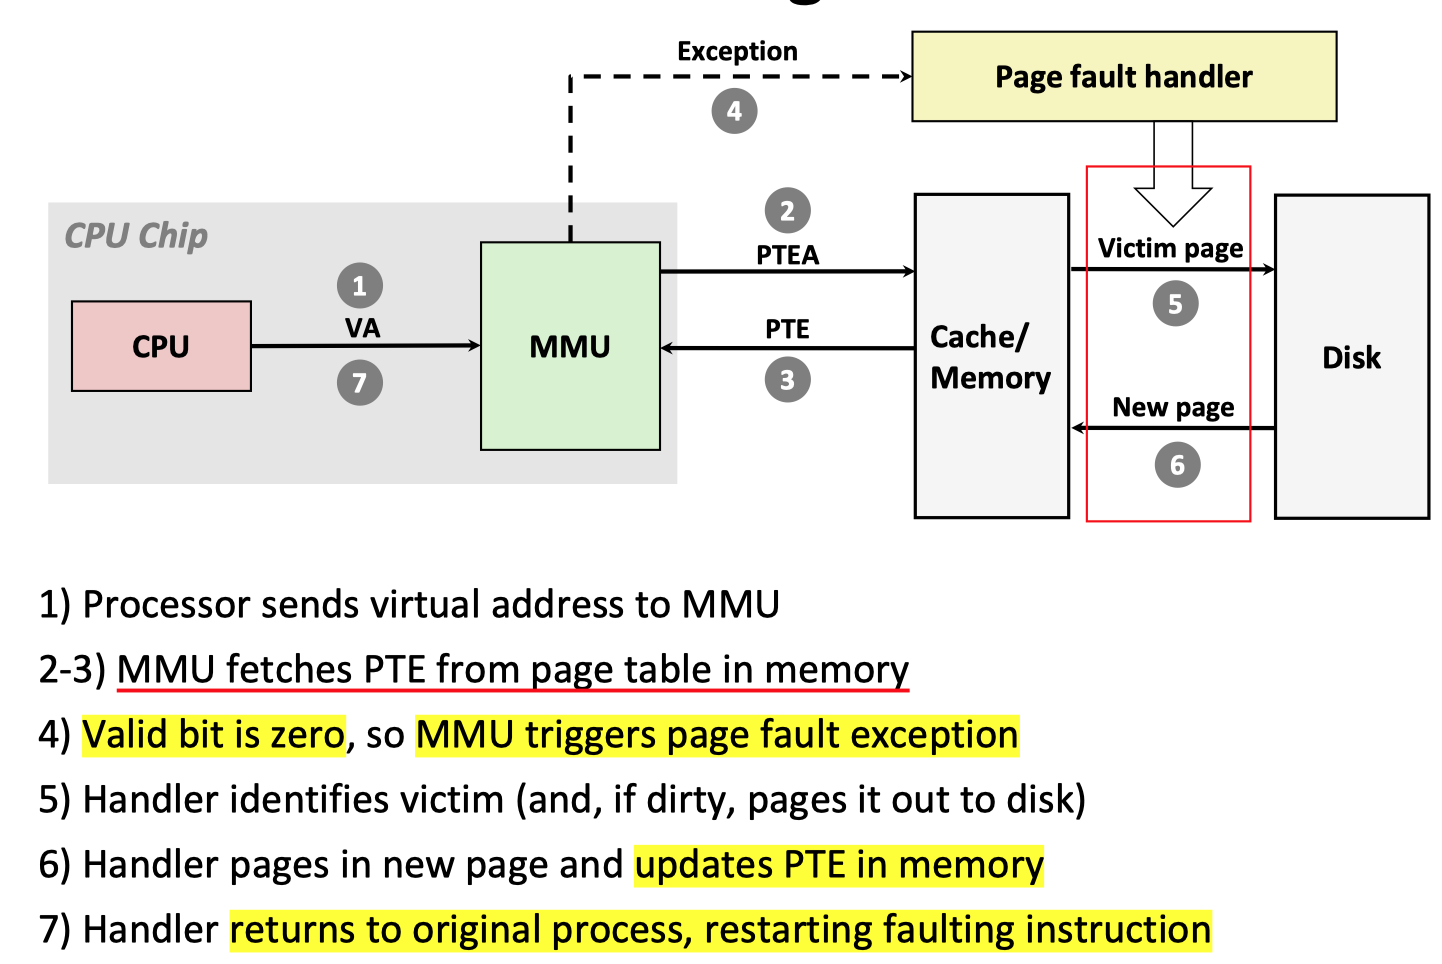 Exception
Page fault handler
4
2
CPU Chip
PTEA
Victim page
1
5
VA
PTE
CPU
MMU
Cache/
Memory
Disk
7
3
New page
6
1) Processor sends virtual address to MMU
2-3) MMU fetches PTE from page table in memory
4) Valid bit is zero, so MMU triggers page fault exception
5) Handler identifies victim (and, if dirty, pages it out to disk)
6) Handler pages in new page and updates PTE in memory
7) Handler returns to original process, restarting faulting instruction